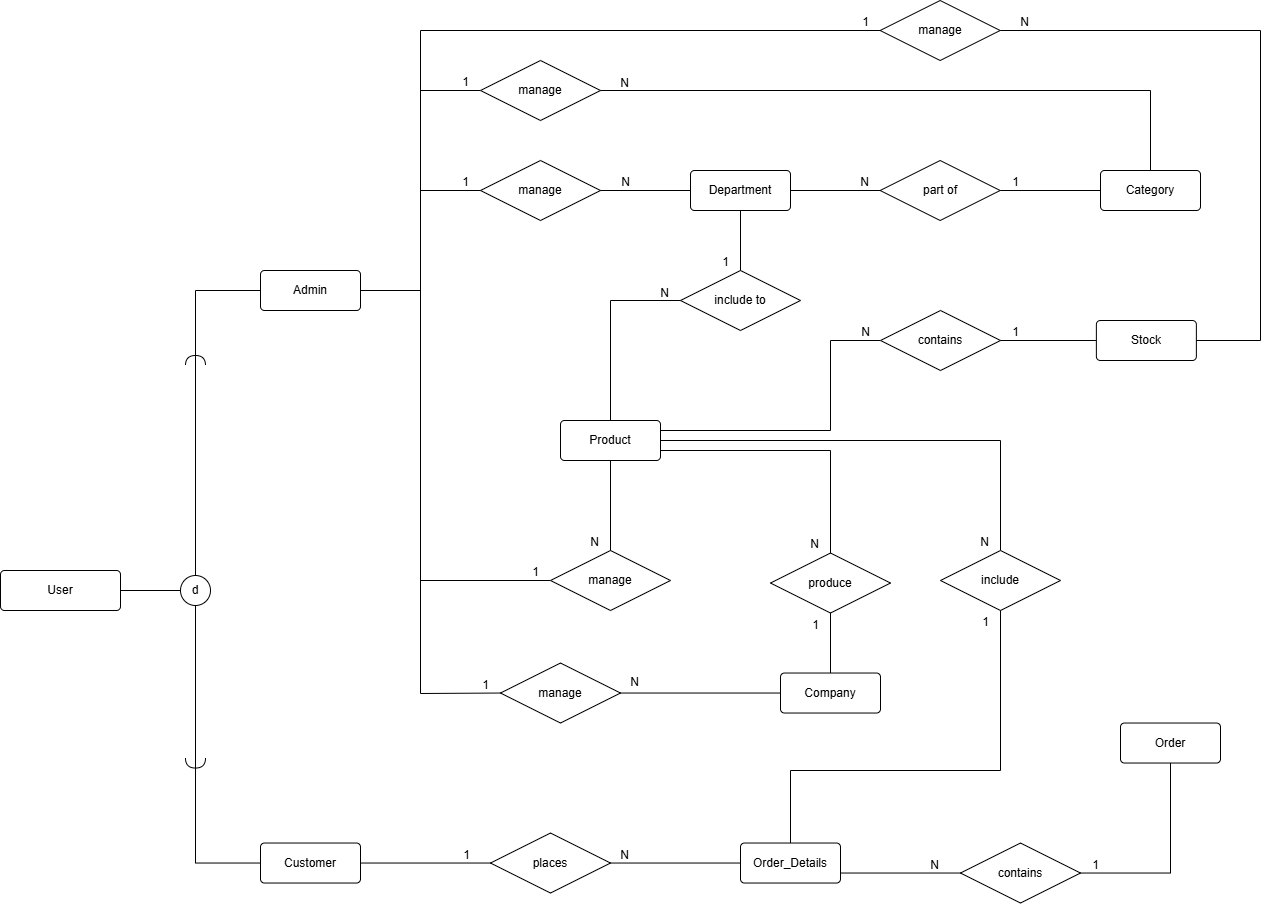 1
manage
N
1
manage
N
1
manage
N
Department
N
part of
1
Category
1
Admin
N
include to
N
contains
1
Stock
Product
N
N
N
1
manage
produce
include
User
d
1
1
1
manage
N
Company
Order
1
places
N
Customer
Order_Details
N
contains
1